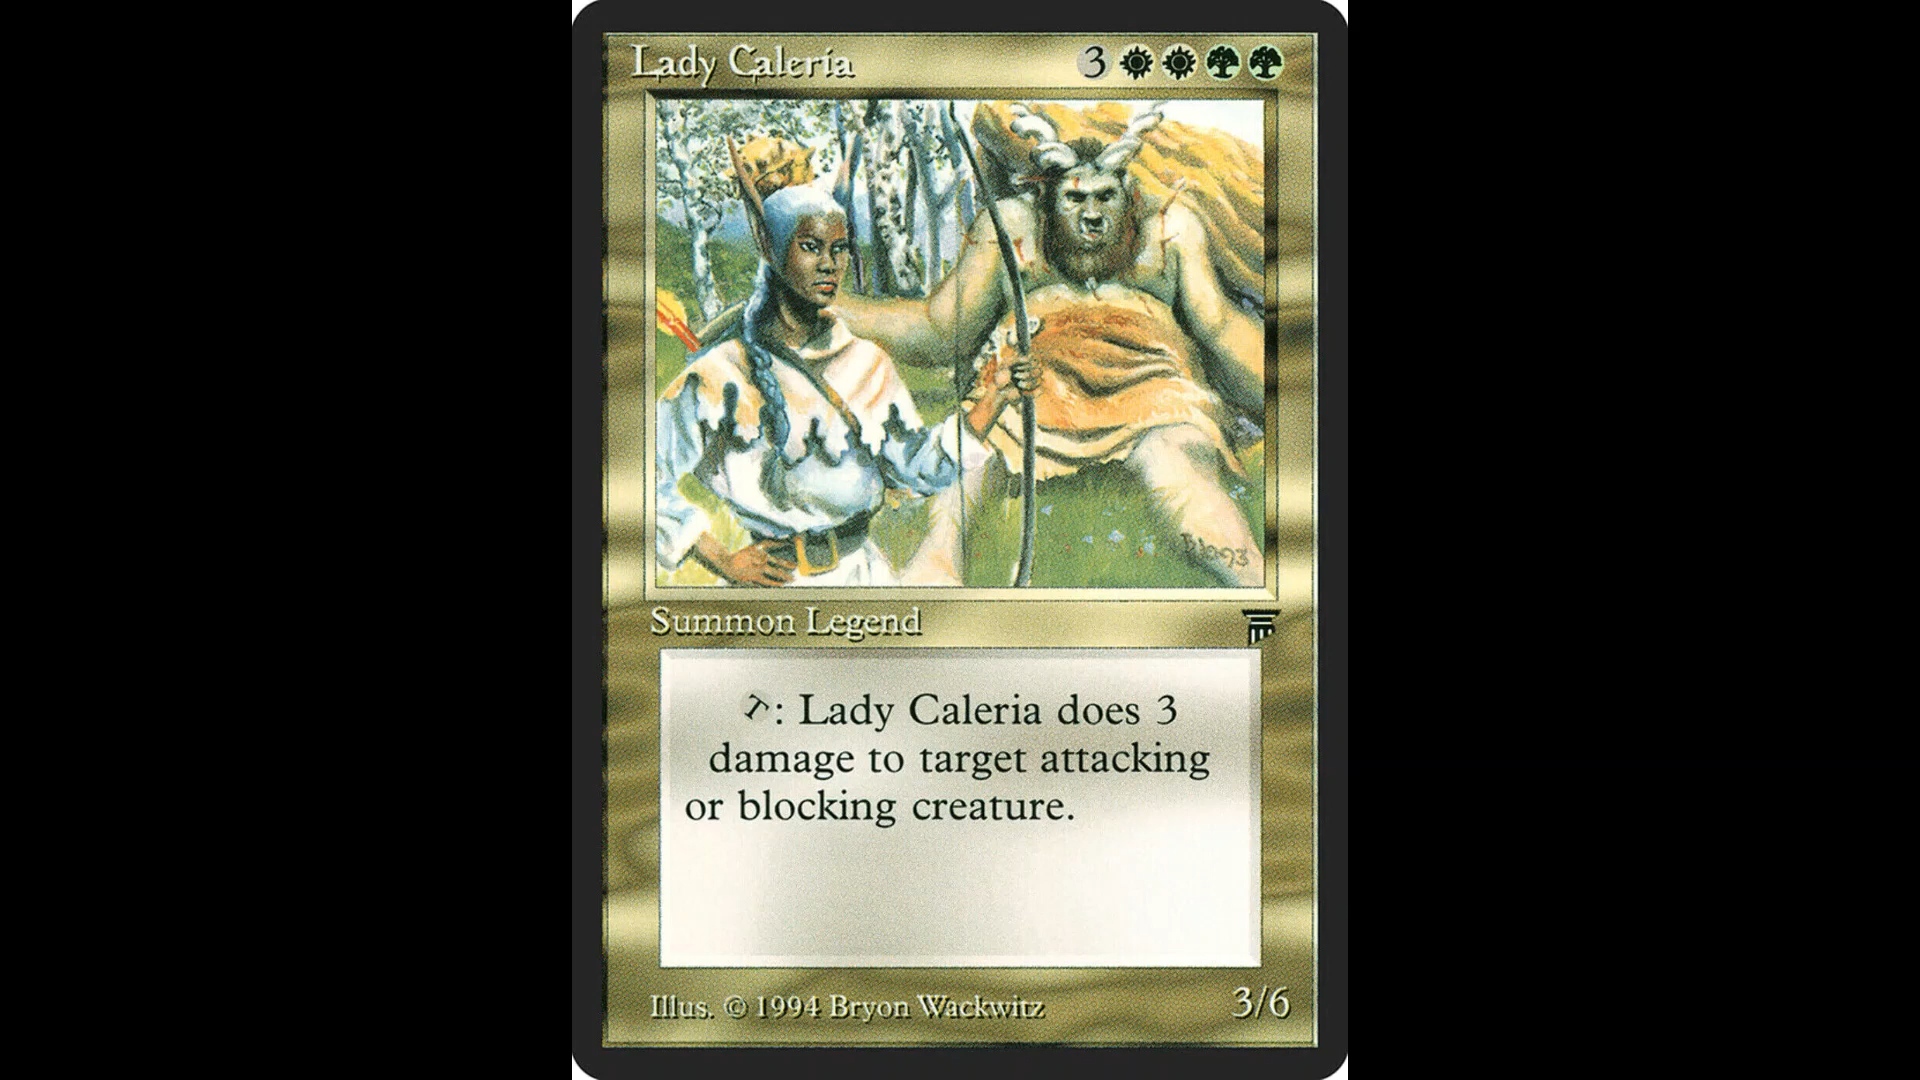 Lady Caleria 3
Summon Legend
T: Lady Caleria does 3
damage to target attacking
or blocking creature.
Illus. © 1994 Bryon Wackwitz 3/6